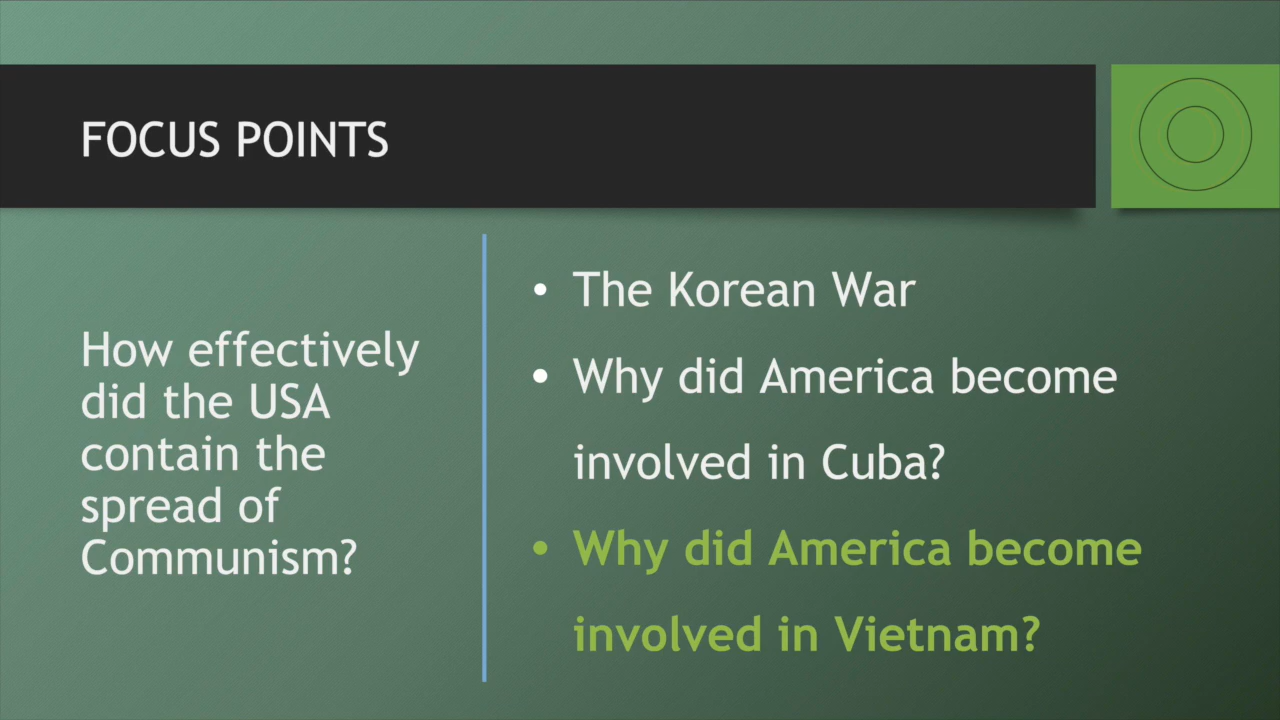 FOCUS POINTS
How effectively
did the USA
contain the
spread of
Communism?
• The Korean War
• Why did America become
involved in Cuba?
• Why did America become
involved in Vietnam?